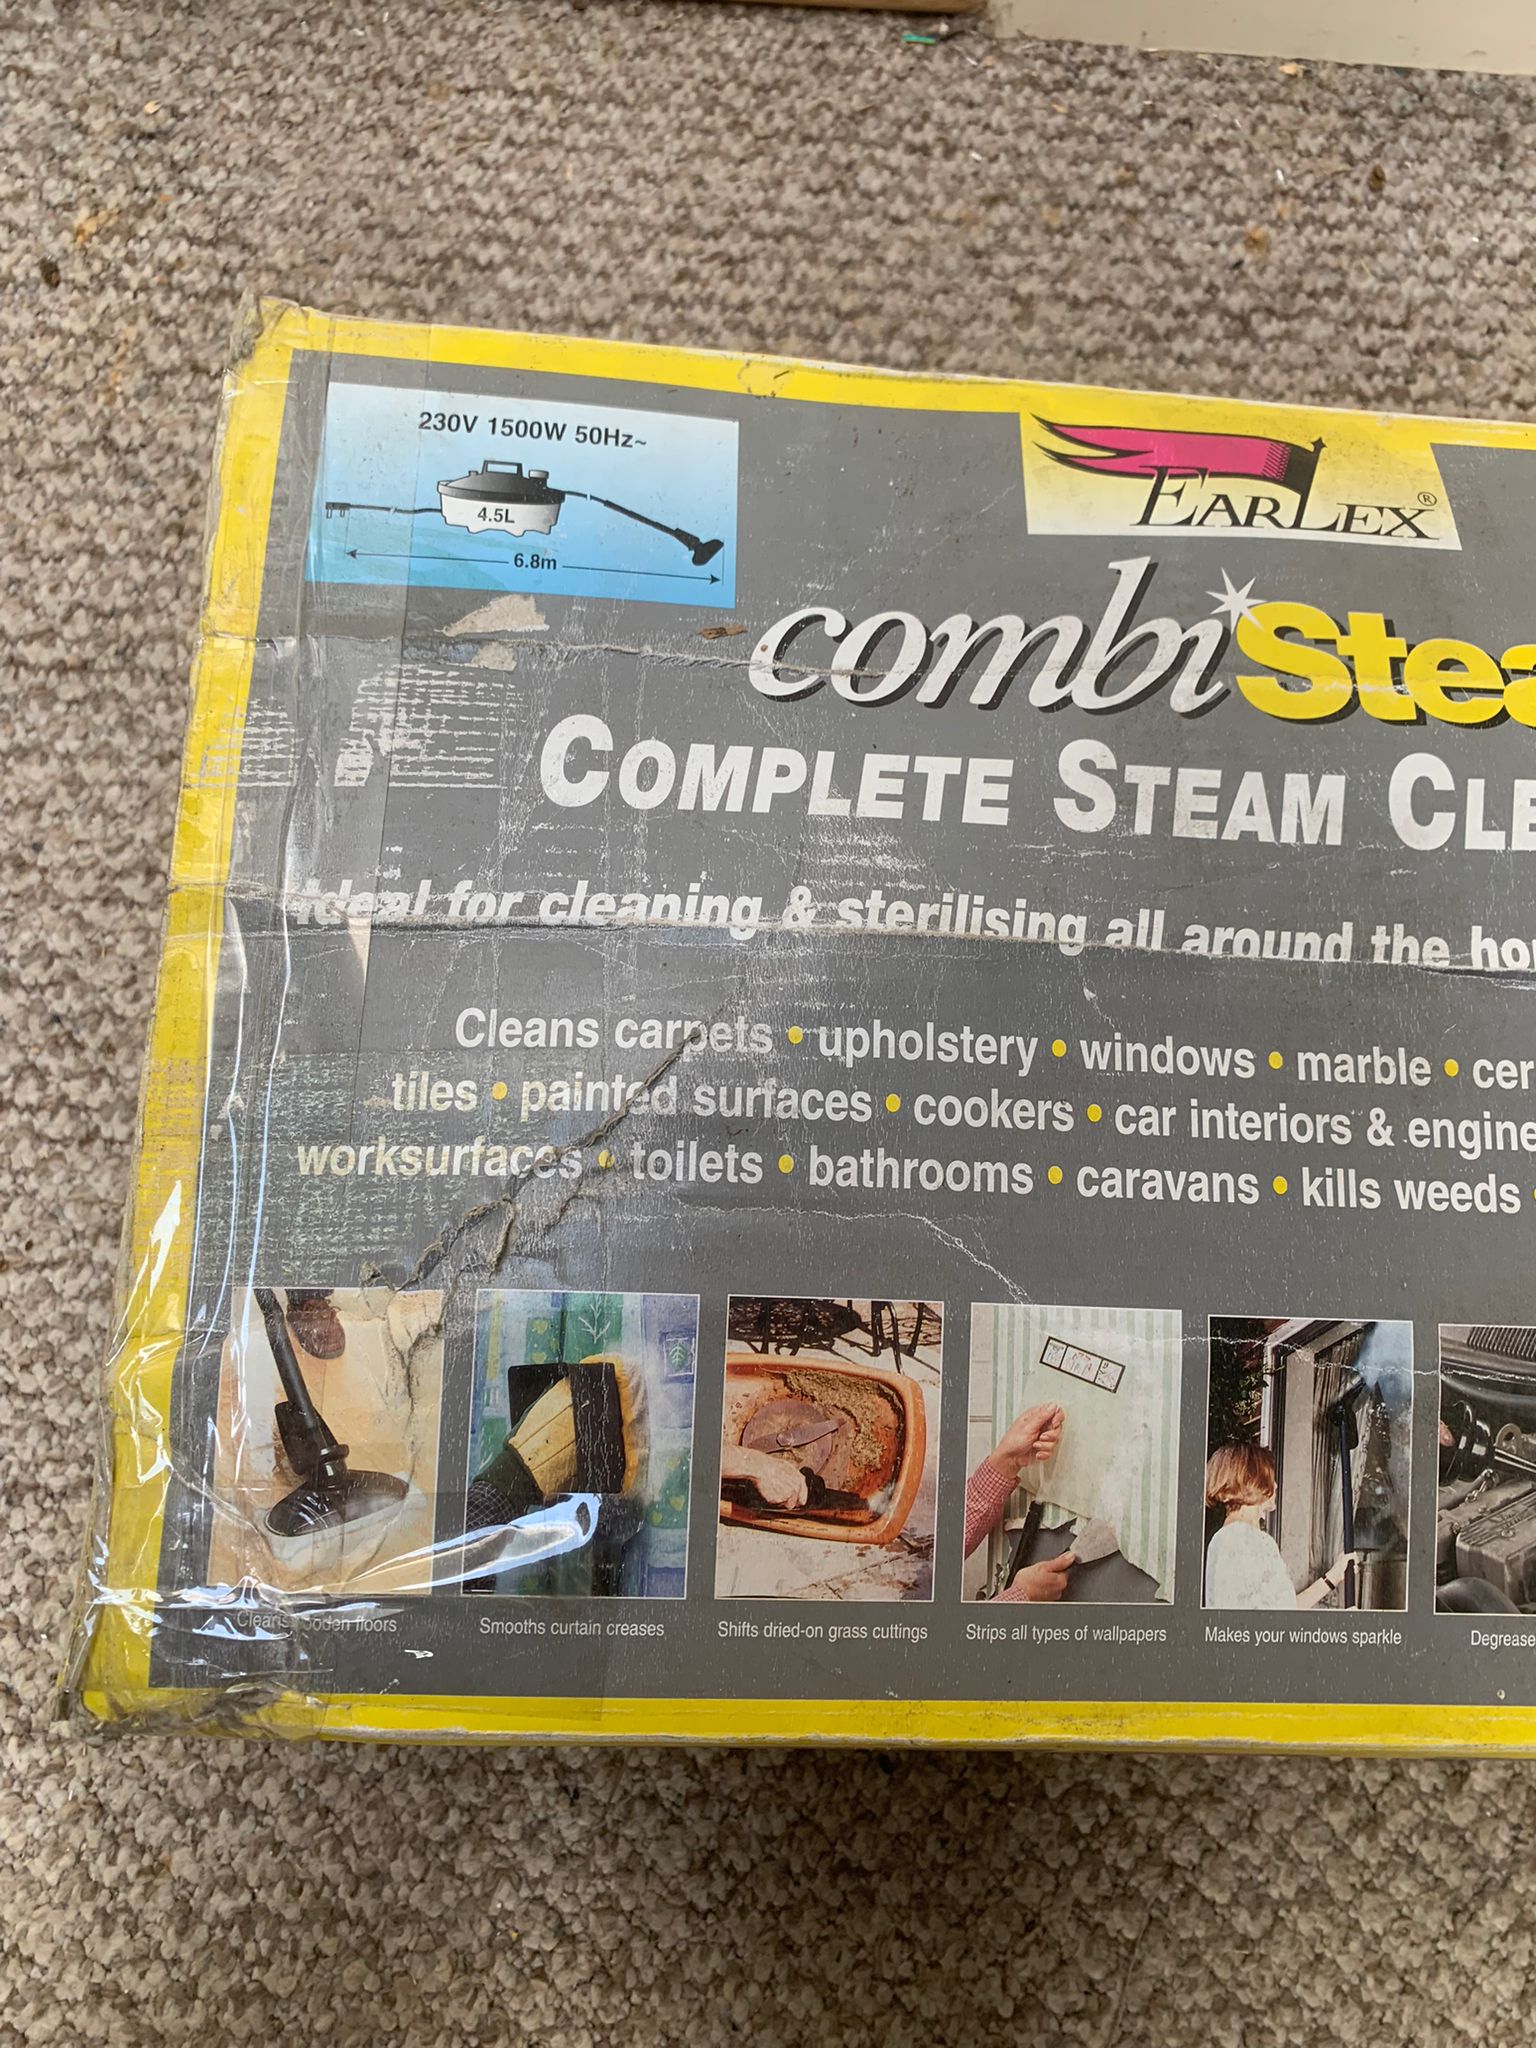 230V 1500W 50Hz~
4.5L
6.8m
EARLEX®
combiStea
COMPLETE STEAM CLE
Ideal for cleaning & sterilising all around the ho
Cleans carpets • upholstery • windows • marble • cer
tiles • painted surfaces • cookers • car interiors & engine
worksurfaces • toilets • bathrooms • caravans • kills weeds •
Cleans wooden floors
Smooths curtain creases
Shifts dried-on grass cuttings
Strips all types of wallpapers
Makes your windows sparkle
Degrease